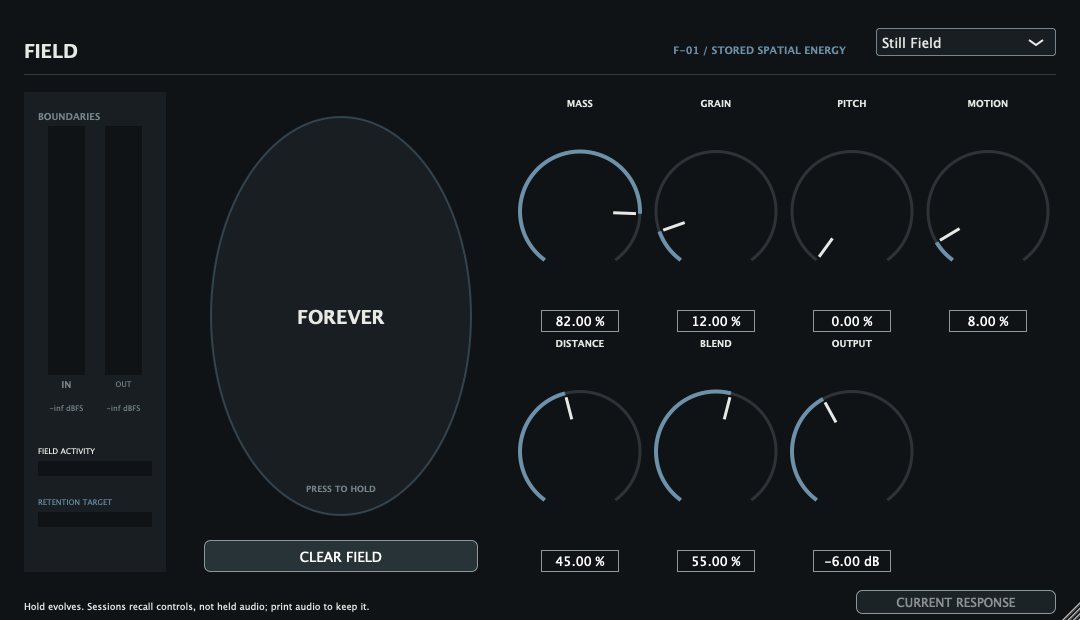 FIELD
F-01 / STORED SPATIAL ENERGY
Still Field
BOUNDARIES
IN
OUT
-inf dBFS
-inf dBFS
FIELD ACTIVITY
RETENTION TARGET
FOREVER
PRESS TO HOLD
CLEAR FIELD
MASS
GRAIN
PITCH
MOTION
82.00 %
12.00 %
0.00 %
8.00 %
DISTANCE
BLEND
OUTPUT
45.00 %
55.00 %
-6.00 dB
Hold evolves. Sessions recall controls, not held audio; print audio to keep it.
CURRENT RESPONSE